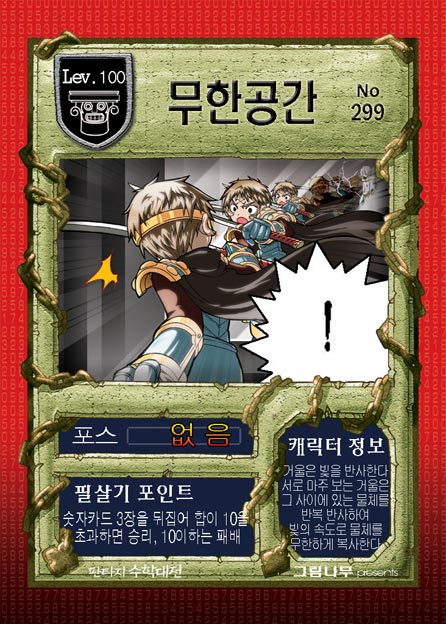 Lev. 100
무한공간
No
299
!
포스 없음
필살기 포인트
숫자카드 3장을 뒤집어 합이 10을
초과하면 승리, 10이하는 패배
캐릭터 정보
거울은 빛을 반사한다
서로 마주 보는 거울은
그 사이에 있는 물체를
반복 반사하여
빛의 속도로 물체를
무한하게 복사한다
판타지 수학대전
그림나무 presents